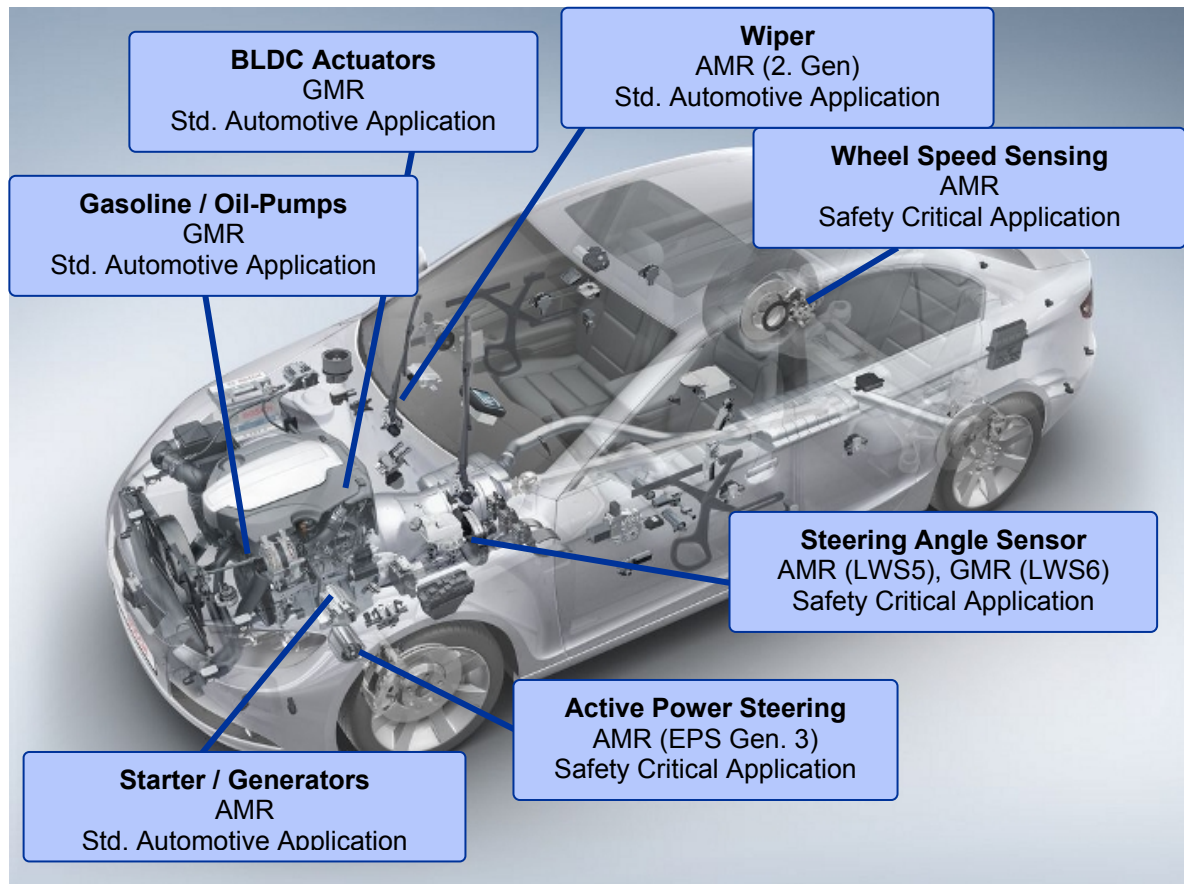 BLDC Actuators
GMR
Std. Automotive Application
Wiper
AMR (2. Gen)
Std. Automotive Application
Wheel Speed Sensing
AMR
Safety Critical Application
Gasoline / Oil-Pumps
GMR
Std. Automotive Application
Steering Angle Sensor
AMR (LWS5), GMR (LWS6)
Safety Critical Application
Active Power Steering
AMR (EPS Gen. 3)
Safety Critical Application
Starter / Generators
AMR
Std. Automotive Application